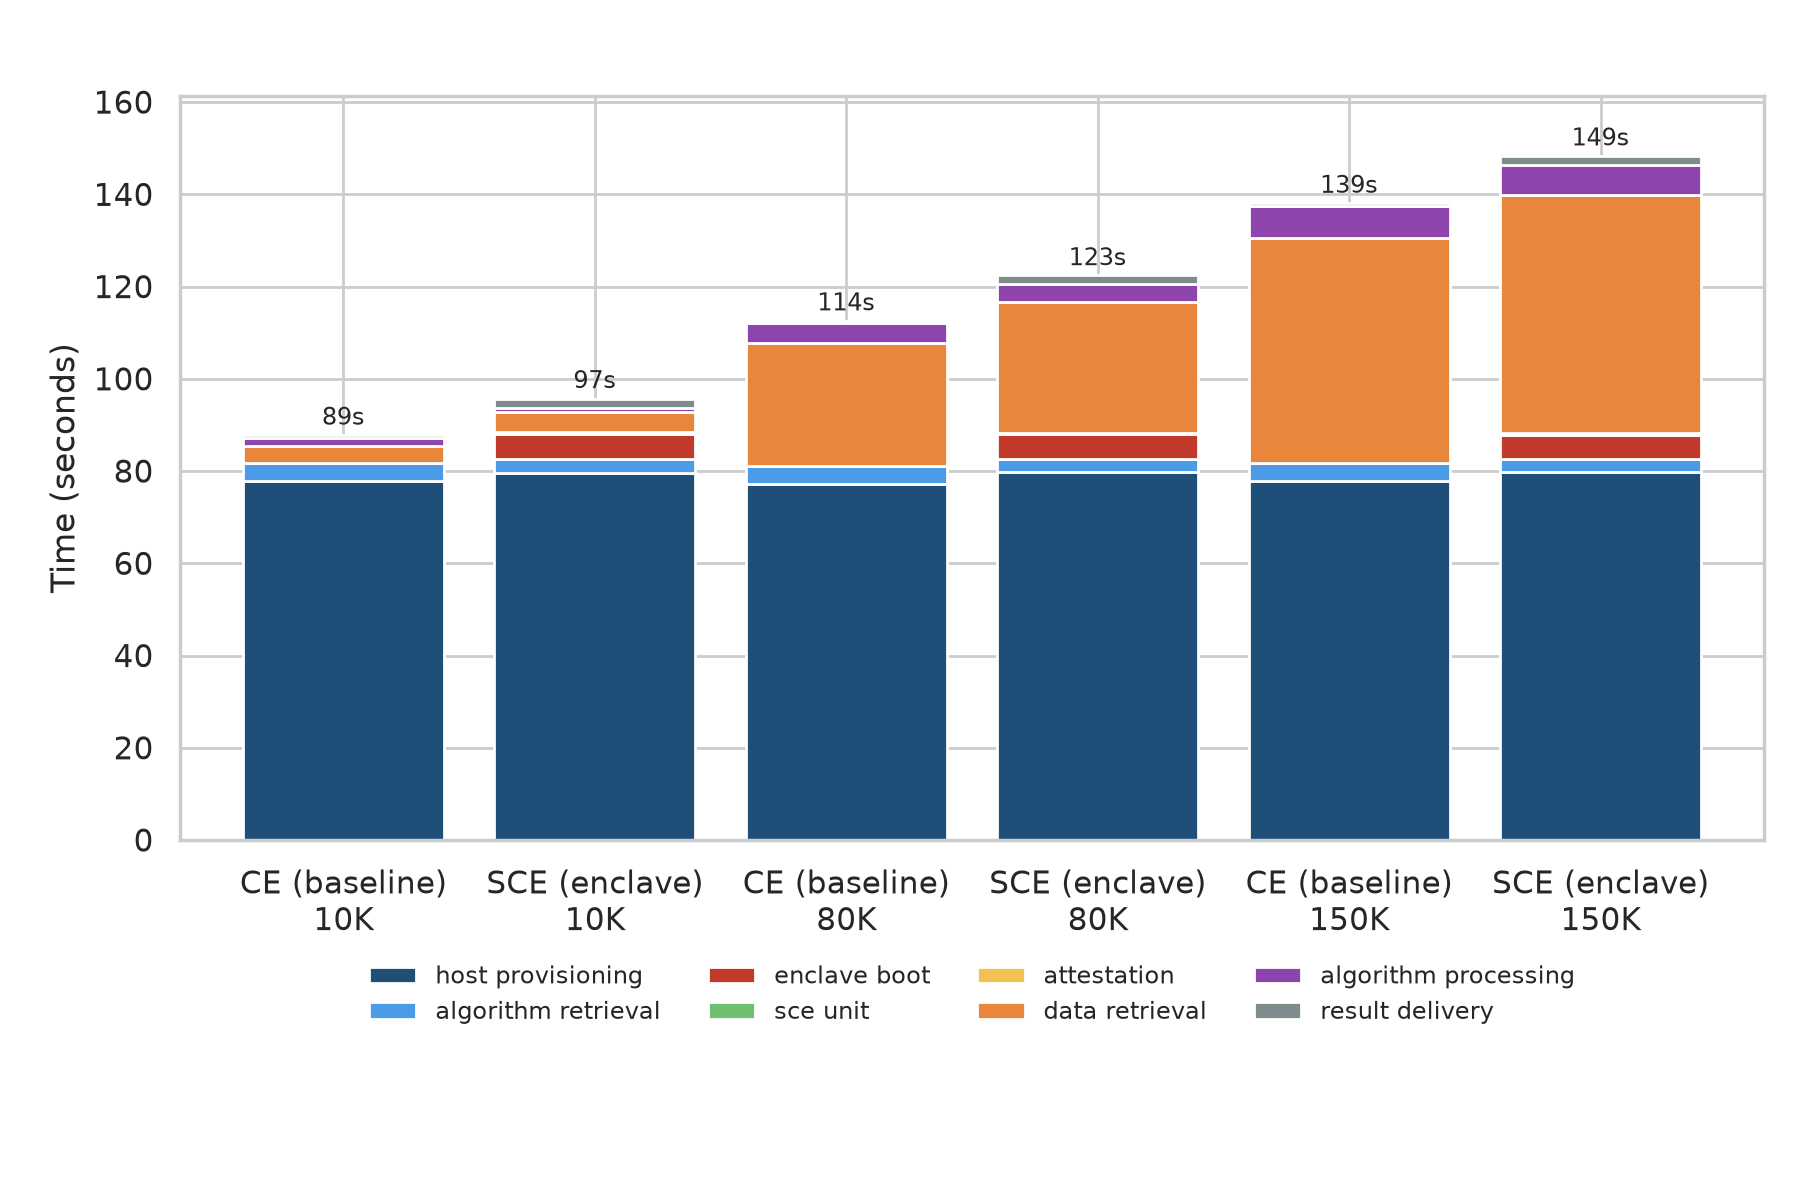 160
140
120
100
80
60
40
20
0
Time (seconds)
89s
97s
114s
123s
139s
149s
CE (baseline)
10K
SCE (enclave)
10K
CE (baseline)
80K
SCE (enclave)
80K
CE (baseline)
150K
SCE (enclave)
150K
host provisioning
algorithm retrieval
enclave boot
sce unit
attestation
data retrieval
algorithm processing
result delivery